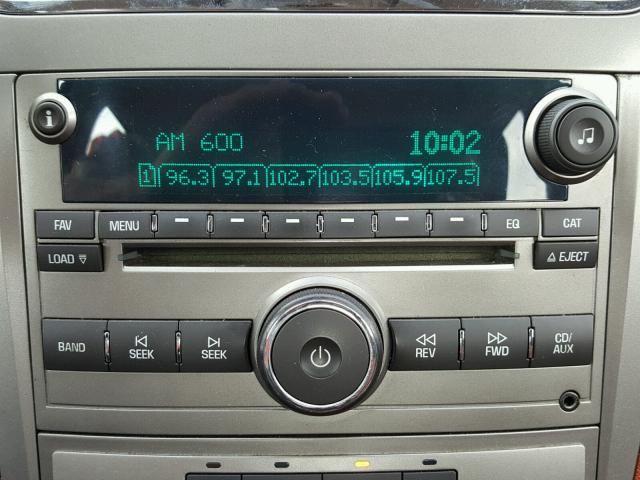 i
AM 600 10:02
1 96.3 97.1 102.7 103.5 105.9 107.5
FAV MENU EQ CAT
LOAD EJECT
BAND SEEK SEEK REV FWD CD/
AUX